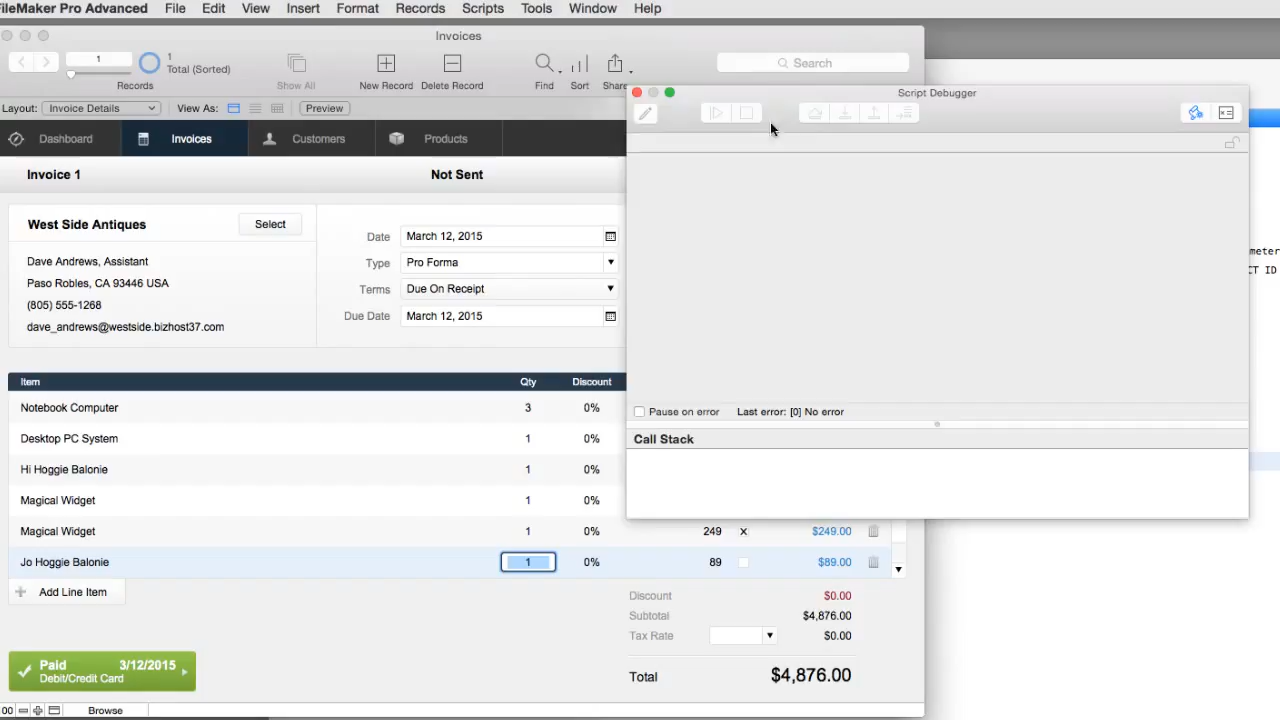 FileMaker Pro Advanced File Edit View Insert Format Records Scripts Tools Window Help
Invoices
1
1
Total (Sorted)
Records
Show All
New Record Delete Record
Find Sort Share
Search
Layout: Invoice Details View As: Preview
Dashboard Invoices Customers Products
Invoice 1 Not Sent
West Side Antiques Select
Dave Andrews, Assistant
Paso Robles, CA 93446 USA
(805) 555-1268
dave_andrews@westside.bizhost37.com
Date March 12, 2015
Type Pro Forma
Terms Due On Receipt
Due Date March 12, 2015
Item Qty Discount
Notebook Computer 3 0%
Desktop PC System 1 0%
Hi Hoggie Balonie 1 0%
Magical Widget 1 0%
Magical Widget 1 0% 249 x $249.00
Jo Hoggie Balonie 1 0% 89 $89.00
Add Line Item
Discount $0.00
Subtotal $4,876.00
Tax Rate $0.00
Total $4,876.00
Paid 3/12/2015
Debit/Credit Card
00 Browse
Script Debugger
Pause on error Last error: [0] No error
Call Stack
meter
CT ID